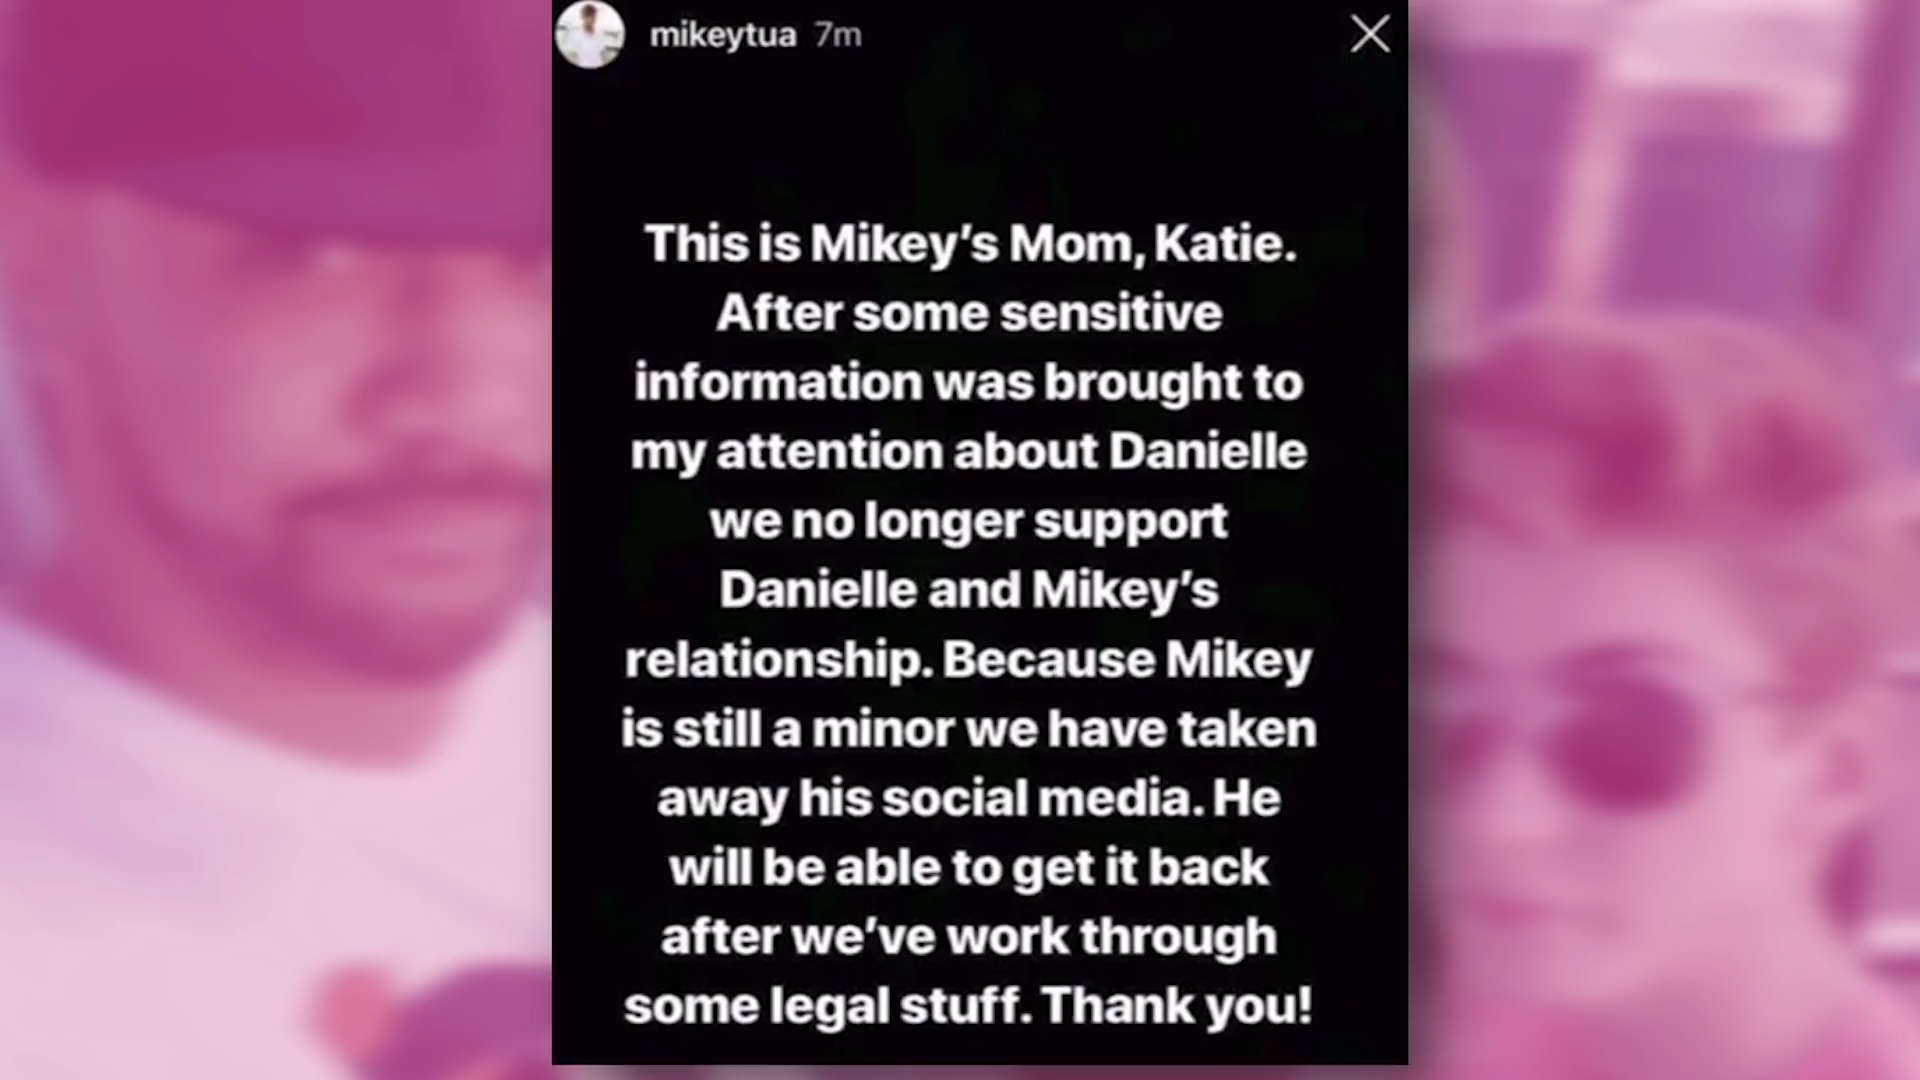 mikeytua 7m
This is Mikey's Mom, Katie.
After some sensitive
information was brought to
my attention about Danielle
we no longer support
Danielle and Mikey's
relationship. Because Mikey
is still a minor we have taken
away his social media. He
will be able to get it back
after we've work through
some legal stuff. Thank you!